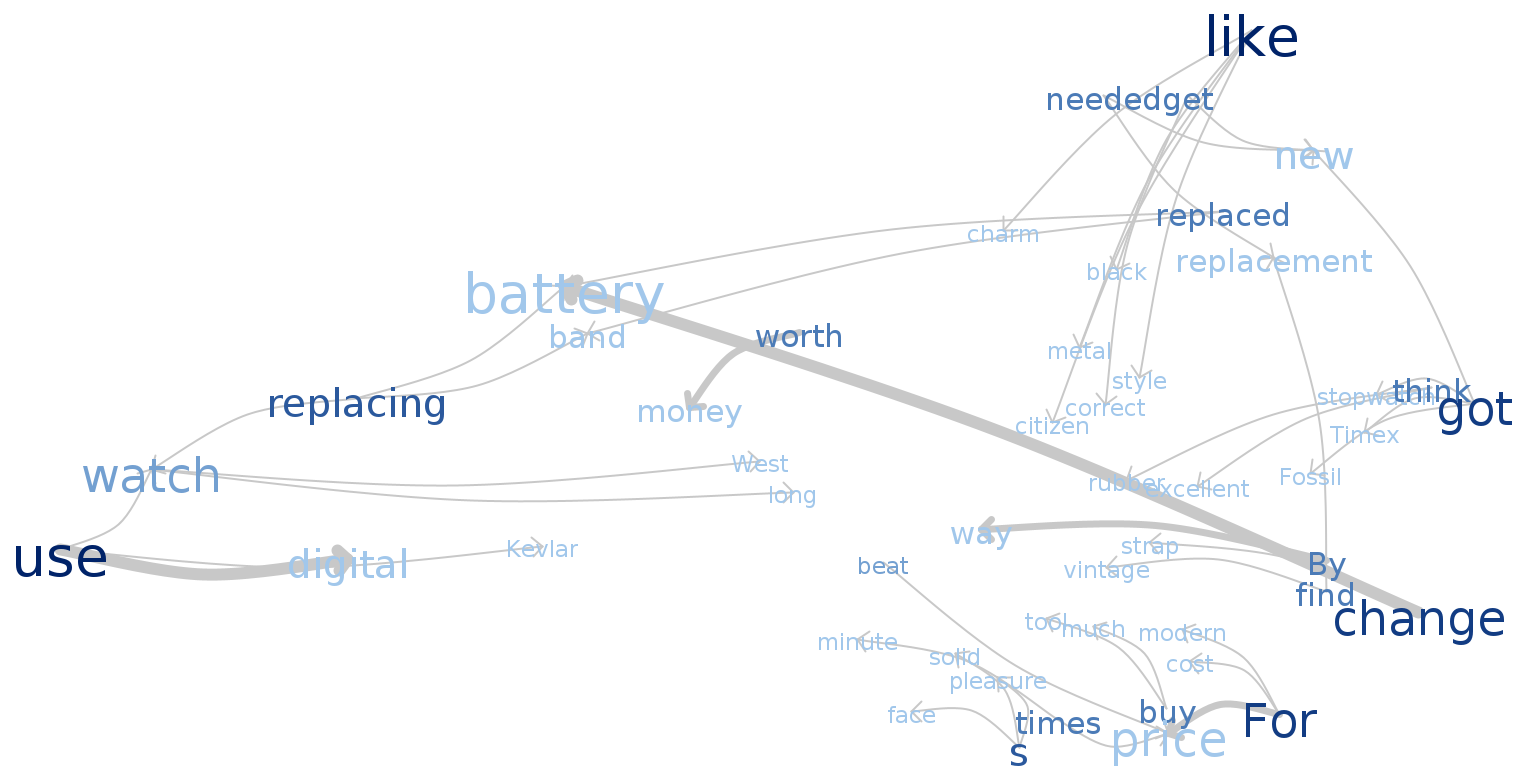 like
needed
get
new
replaced
charm
replacement
black
battery
band
worth
metal
style
think
stopwatch
replacing
money
correct
got
citizen
Timex
watch
West
Fossil
rubber
excellent
long
way
strap
Kevlar
use
digital
beat
vintage
By
find
change
tool
much
modern
minute
solid
cost
pleasure
face
times
buy
For
price
s